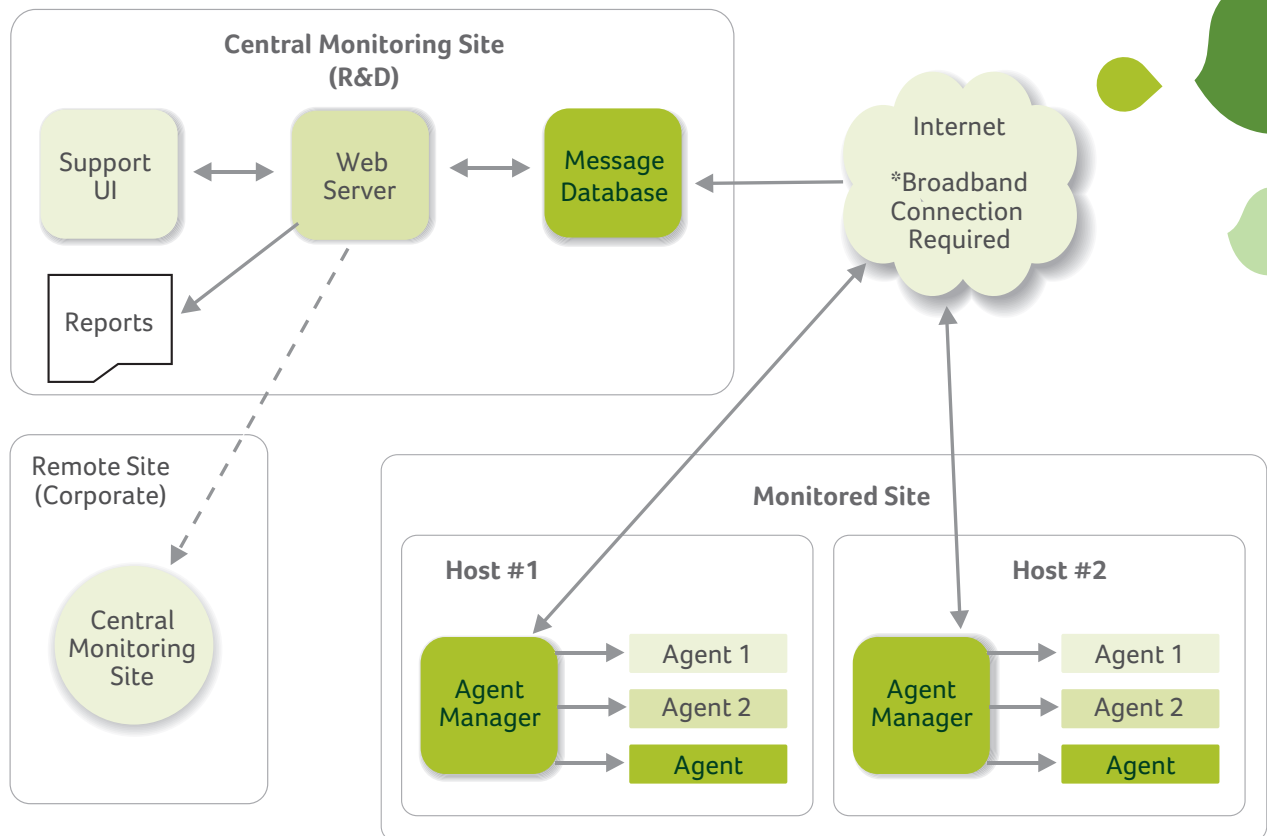 Central Monitoring Site
(R&D)
Support
UI
Web
Server
Message
Database
Reports
Internet
*Broadband
Connection
Required
Remote Site
(Corporate)
Central
Monitoring
Site
Monitored Site
Host #1
Agent
Manager
Agent 1
Agent 2
Agent
Host #2
Agent
Manager
Agent 1
Agent 2
Agent